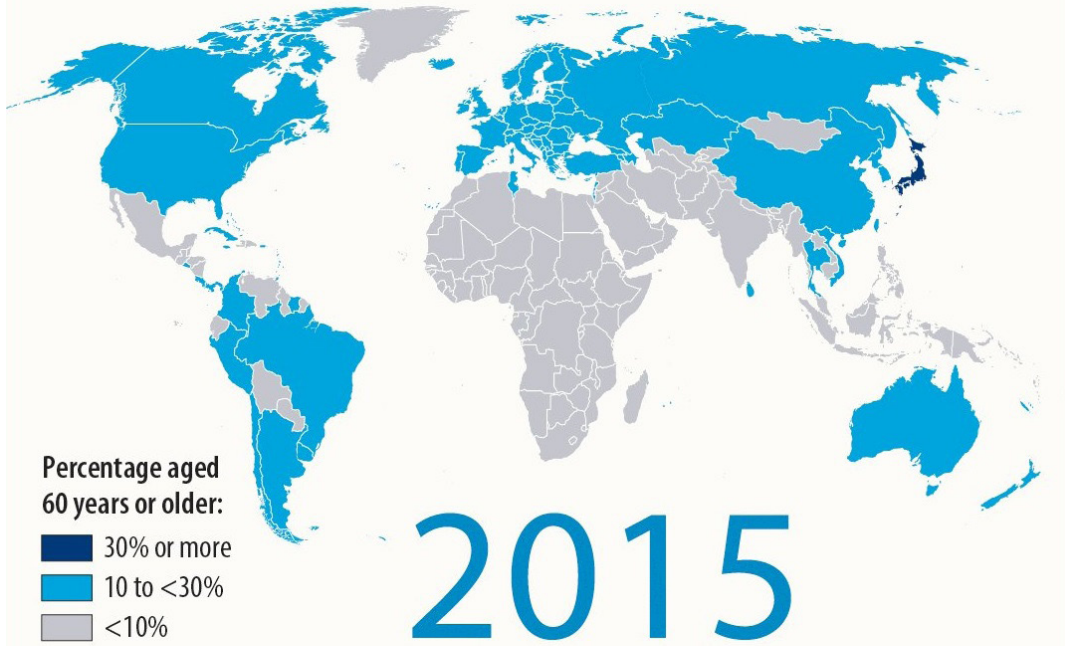 Percentage aged
60 years or older:
30% or more
10 to <30%
<10%
2015